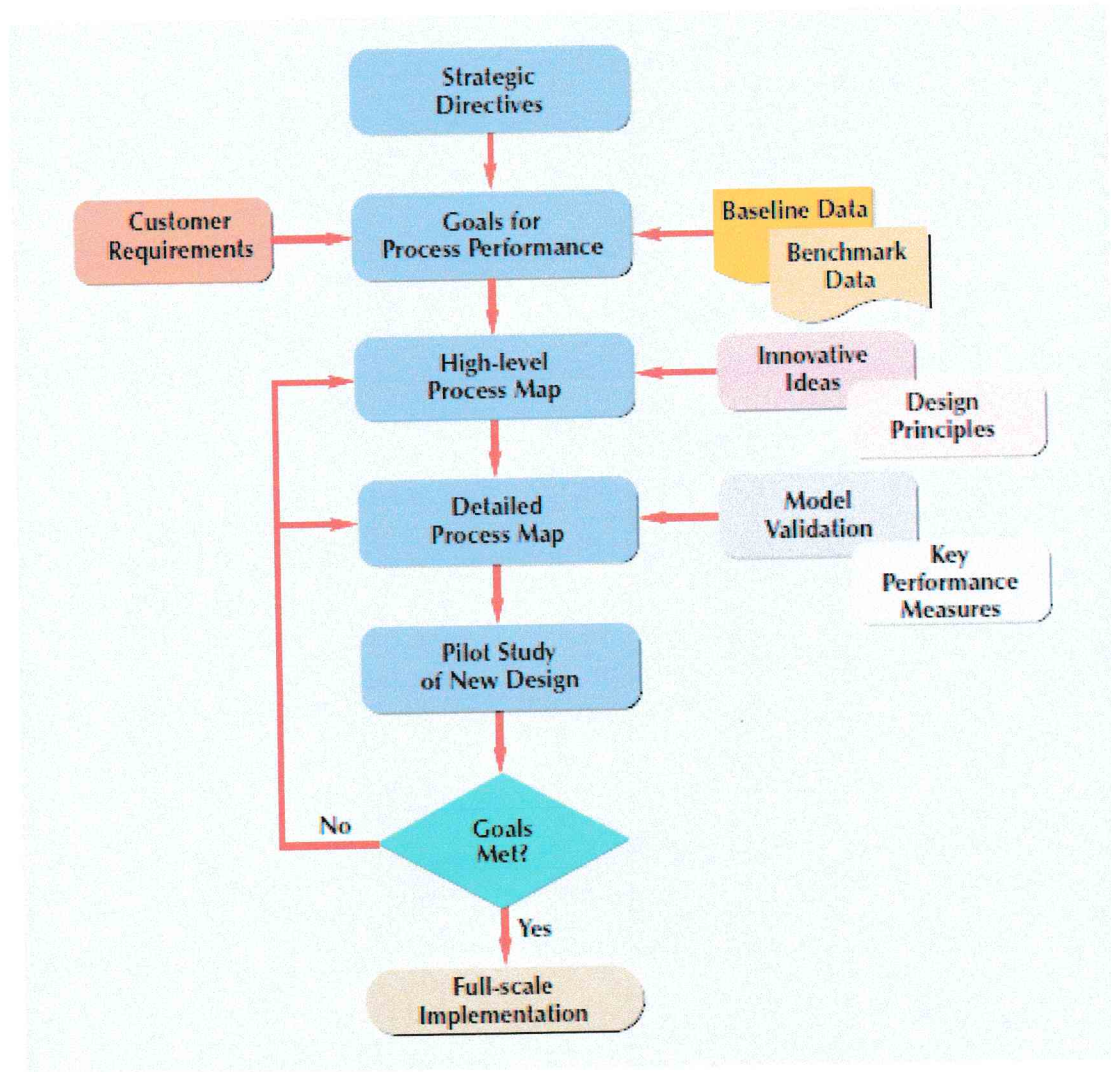 Strategic
Directives
Customer
Requirements
Goals for
Process Performance
Baseline Data
Benchmark
Data
High-level
Process Map
Innovative
Ideas
Design
Principles
Detailed
Process Map
Model
Validation
Key
Performance
Measures
Pilot Study
of New Design
No
Goals
Met?
Yes
Full-scale
Implementation